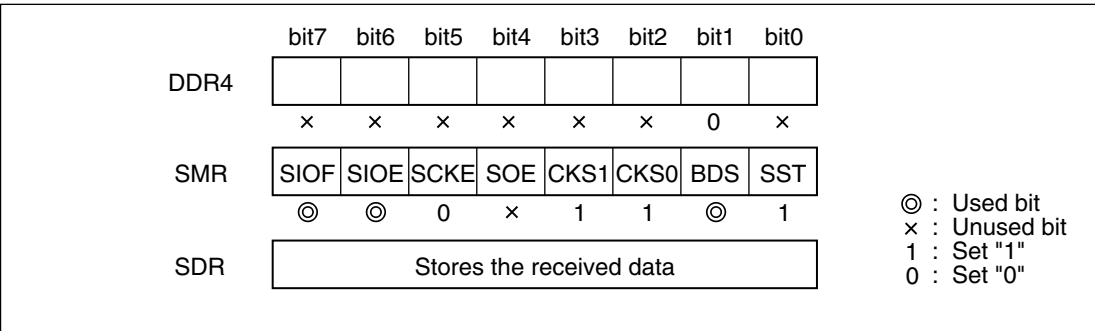 bit7 bit6 bit5 bit4 bit3 bit2 bit1 bit0
DDR4
× × × × × × 0 ×
SMR SIOF SIOE SCKE SOE CKS1 CKS0 BDS SST
◎ ◎ 0 × 1 1 ◎ 1
SDR Stores the received data
◎ : Used bit
× : Unused bit
1 : Set "1"
0 : Set "0"